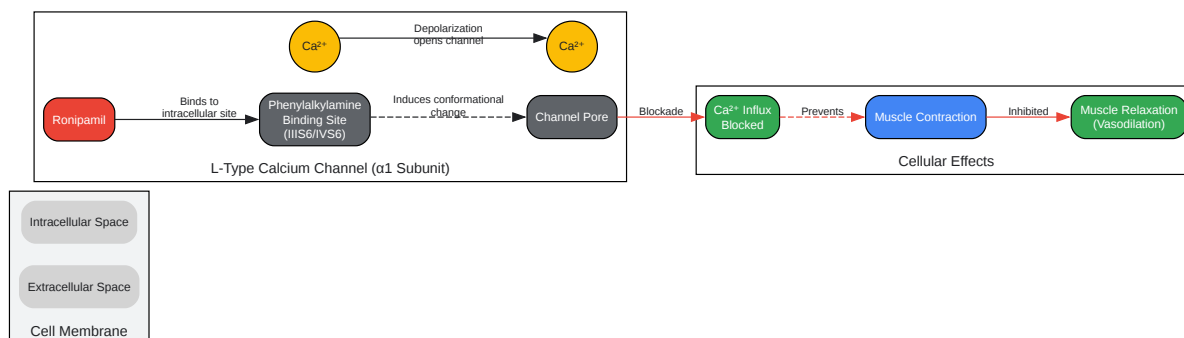 Ca²⁺
Depolarization
opens channel
Ca²⁺
Ronipamil
Binds to
intracellular site
Phenylalkylamine
Binding Site
(IIIS6/IVS6)
Induces conformational
change
Channel Pore
Blockade
Ca²⁺ Influx
Blocked
Prevents
Muscle Contraction
Inhibited
Muscle Relaxation
(Vasodilation)
L-Type Calcium Channel (α1 Subunit)
Cellular Effects
Intracellular Space
Extracellular Space
Cell Membrane